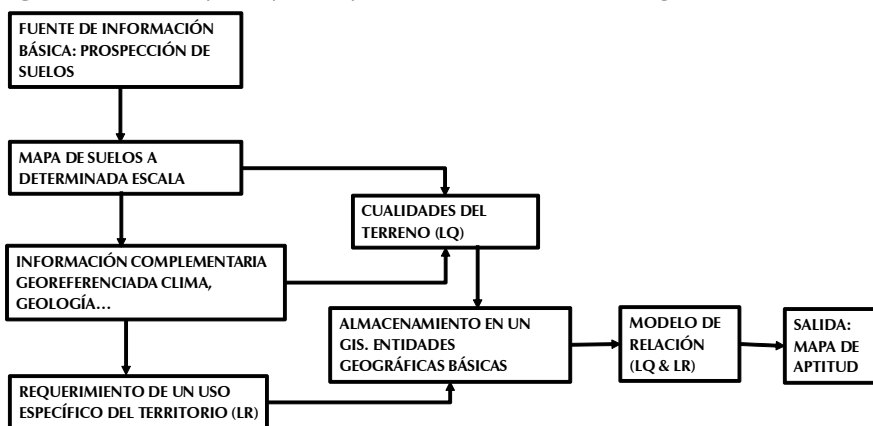 FUENTE DE INFORMACIÓN
BÁSICA: PROSPECCIÓN DE
SUELOS
MAPA DE SUELOS A
DETERMINADA ESCALA
CUALIDADES DEL
TERRENO (LQ)
INFORMACIÓN COMPLEMENTARIA
GEOREFERENCIADA CLIMA,
GEOLOGÍA…
ALMACENAMIENTO EN UN
GIS. ENTIDADES
GEOGRÁFICAS BÁSICAS
MODELO DE
RELACIÓN
(LQ & LR)
SALIDA:
MAPA DE
APTITUD
REQUERIMIENTO DE UN USO
ESPECÍFICO DEL TERRITORIO (LR)